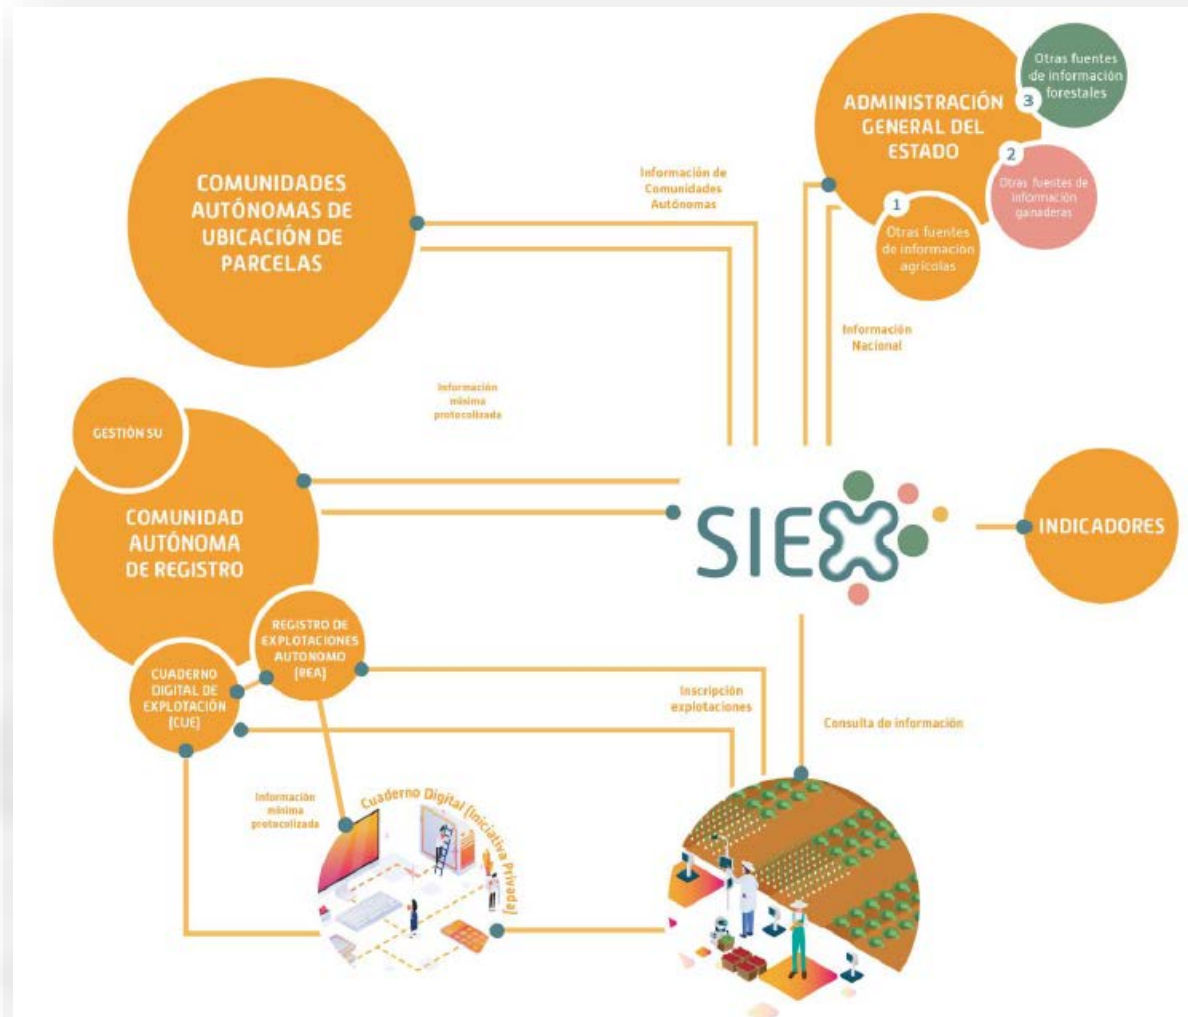 COMUNIDADES
AUTÓNOMAS DE
UBICACIÓN DE
PARCELAS
Información de
Comunidades
Autónomas
ADMINISTRACIÓN
GENERAL DEL
ESTADO
Otras fuentes
de información
forestales
3
2
Otras fuentes de
información
ganaderas
1
Otras fuentes
de información
agrícolas
Información
Nacional
Información
mínima
protocolizada
GESTIÓN SU
COMUNIDAD
AUTÓNOMA
DE REGISTRO
SIEX
INDICADORES
REGISTRO DE
EXPLOTACIONES
AUTONOMO
[REA]
CUADERNO
DIGITAL DE
EXPLOTACIÓN
[CUE]
Inscripción
explotaciones
Consulta de información
Información
mínima
protocolizada
Cuaderno Digital [Iniciativa Privada]